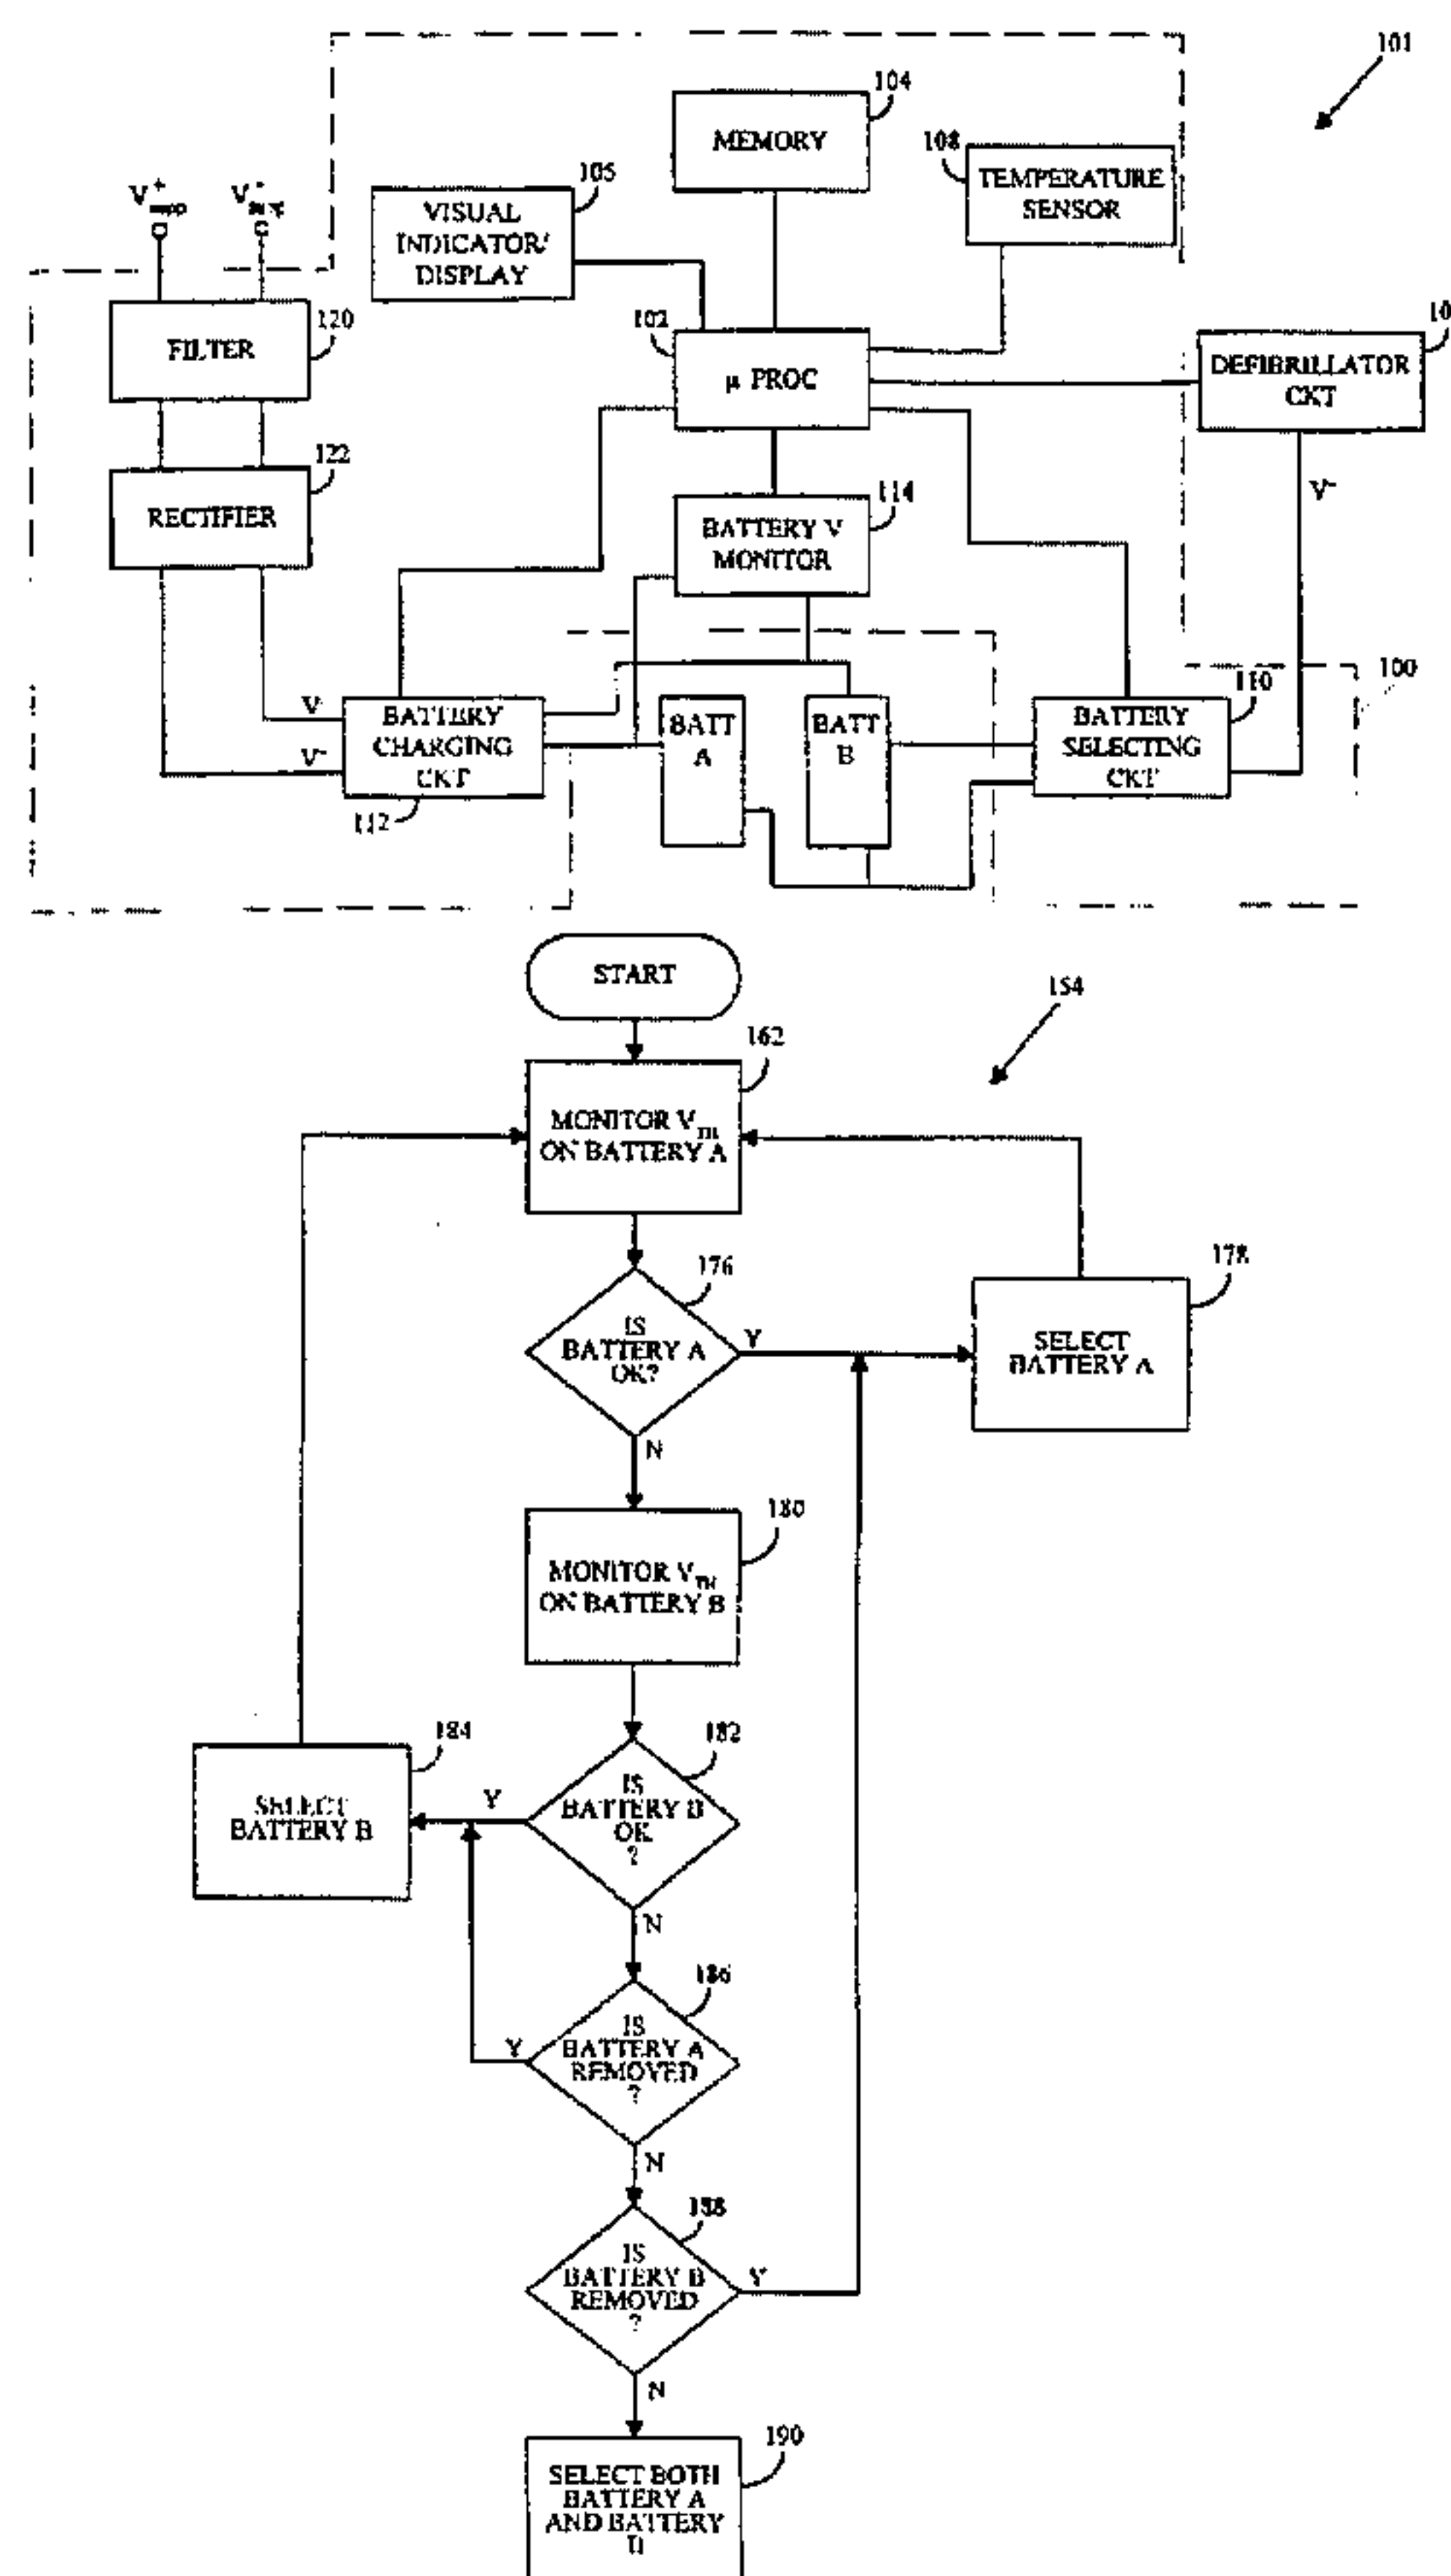 101
104
MEMORY
108
TEMPERATURE
SENSOR
105
VISUAL
INDICATOR/
DISPLAY
V+
V-
120
FILTER
102
μ PROC
10
DEFIBRILLATOR
CKT
122
RECTIFIER
114
BATTERY V
MONITOR
V-
100
110
V
V-
BATTERY
CHARGING
CKT
112
BATT
A
BATT
B
BATTERY
SELECTING
CKT
START
154
162
MONITOR V
ON BATTERY A
176
IS
BATTERY A
OK?
Y
N
178
SELECT
BATTERY A
180
MONITOR VTH
ON BATTERY B
184
SELECT
BATTERY B
182
IS
BATTERY B
OK
?
Y
N
186
IS
BATTERY A
REMOVED
?
Y
N
188
IS
BATTERY B
REMOVED
?
Y
N
190
SELECT BOTH
BATTERY A
AND BATTERY
B